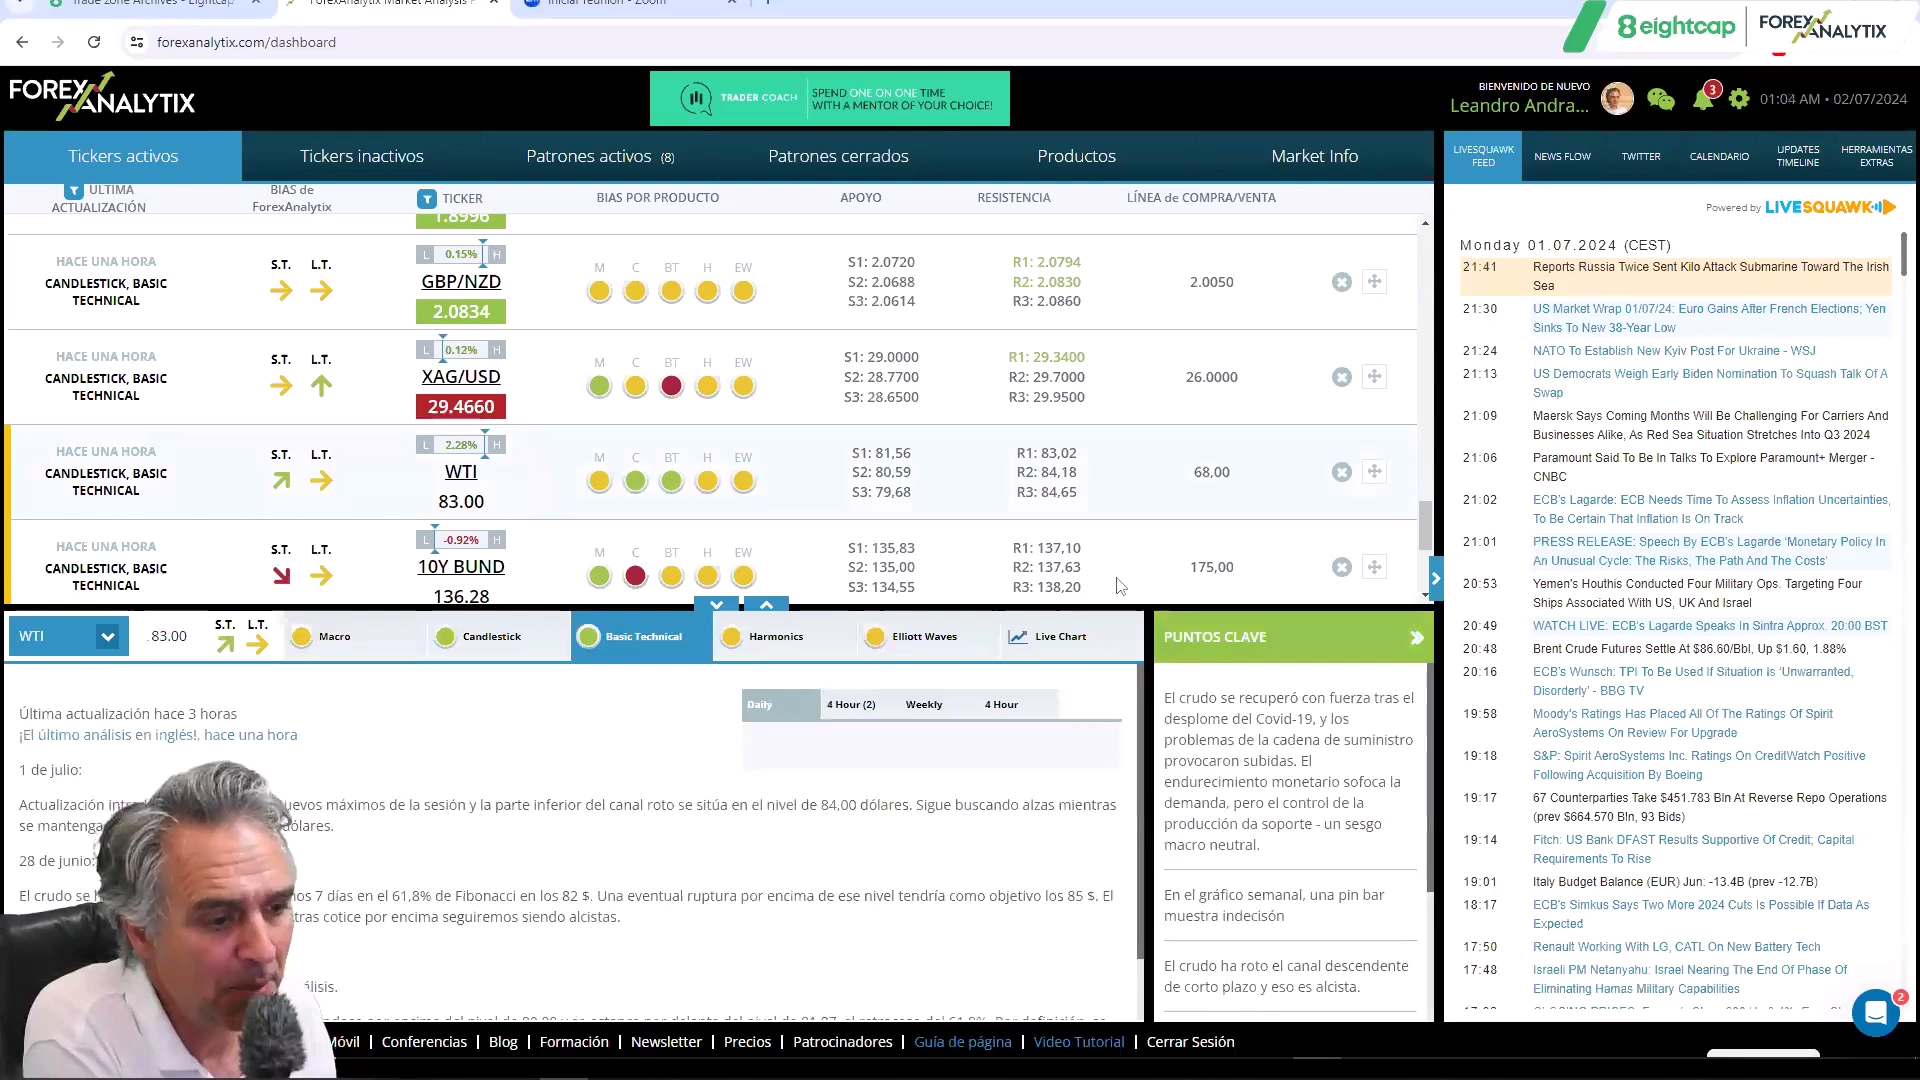 Trade zone Archives - Eightcap
ForexAnalytix Market Analysis
Iniciar reunión - Zoom
forexanalytix.com/dashboard
8eightcap
FOREX ANALYTIX
FOREX ANALYTIX
TRADER COACH
SPEND ONE ON ONE TIME
WITH A MENTOR OF YOUR CHOICE!
BIENVENIDO DE NUEVO
Leandro Andra...
3
01:04 AM • 02/07/2024
Tickers activos
Tickers inactivos
Patrones activos (8)
Patrones cerrados
Productos
Market Info
ULTIMA
ACTUALIZACIÓN
BIAS de
ForexAnalytix
TICKER
BIAS POR PRODUCTO
APOYO
RESISTENCIA
LÍNEA de COMPRA/VENTA
1.8996
HACE UNA HORA
CANDLESTICK, BASIC
TECHNICAL
S.T. L.T.
L 0.15% H
GBP/NZD
2.0834
M C BT H EW
S1: 2.0720
S2: 2.0688
S3: 2.0614
R1: 2.0794
R2: 2.0830
R3: 2.0860
2.0050
HACE UNA HORA
CANDLESTICK, BASIC
TECHNICAL
S.T. L.T.
L 0.12% H
XAG/USD
29.4660
M C BT H EW
S1: 29.0000
S2: 28.7700
S3: 28.6500
R1: 29.3400
R2: 29.7000
R3: 29.9500
26.0000
HACE UNA HORA
CANDLESTICK, BASIC
TECHNICAL
S.T. L.T.
L 2.28% H
WTI
83.00
M C BT H EW
S1: 81,56
S2: 80,59
S3: 79,68
R1: 83,02
R2: 84,18
R3: 84,65
68,00
HACE UNA HORA
CANDLESTICK, BASIC
TECHNICAL
S.T. L.T.
L -0.92% H
10Y BUND
136.28
M C BT H EW
S1: 135,83
S2: 135,00
S3: 134,55
R1: 137,10
R2: 137,63
R3: 138,20
175,00
WTI
83.00
S.T. L.T.
Macro
Candlestick
Basic Technical
Harmonics
Elliott Waves
Live Chart
Última actualización hace 3 horas
¡El último análisis en inglés!, hace una hora
Daily
4 Hour (2)
Weekly
4 Hour
1 de julio:
Actualización uevos máximos de la sesión y la parte inferior del canal roto se sitúa en el nivel de 84,00 dólares. Sigue buscando alzas mientras
se mantenga dólares.
28 de junio:
El crudo se 7 días en el 61,8% de Fibonacci en los 82 $. Una eventual ruptura por encima de ese nivel tendría como objetivo los 85 $. El
tras cotice por encima seguiremos siendo alcistas.
álisis.
PUNTOS CLAVE
El crudo se recuperó con fuerza tras el
desplome del Covid-19, y los
problemas de la cadena de suministro
provocaron subidas. El
endurecimiento monetario sofoca la
demanda, pero el control de la
producción da soporte - un sesgo
macro neutral.
En el gráfico semanal, una pin bar
muestra indecisón
El crudo ha roto el canal descendente
de corto plazo y eso es alcista.
Móvil | Conferencias | Blog | Formación | Newsletter | Precios | Patrocinadores | Guía de página | Video Tutorial | Cerrar Sesión
LIVESQUAWK
FEED
NEWS FLOW
TWITTER
CALENDARIO
UPDATES
TIMELINE
HERRAMIENTAS
EXTRAS
Powered by LIVESQUAWK
Monday 01.07.2024 (CEST)
21:41 Reports Russia Twice Sent Kilo Attack Submarine Toward The Irish
Sea
21:30 US Market Wrap 01/07/24: Euro Gains After French Elections; Yen
Sinks To New 38-Year Low
21:24 NATO To Establish New Kyiv Post For Ukraine - WSJ
21:13 US Democrats Weigh Early Biden Nomination To Squash Talk Of A
Swap
21:09 Maersk Says Coming Months Will Be Challenging For Carriers And
Businesses Alike, As Red Sea Situation Stretches Into Q3 2024
21:06 Paramount Said To Be In Talks To Explore Paramount+ Merger -
CNBC
21:02 ECB's Lagarde: ECB Needs Time To Assess Inflation Uncertainties,
To Be Certain That Inflation Is On Track
21:01 PRESS RELEASE: Speech By ECB's Lagarde 'Monetary Policy In
An Unusual Cycle: The Risks, The Path And The Costs'
20:53 Yemen's Houthis Conducted Four Military Ops. Targeting Four
Ships Associated With US, UK And Israel
20:49 WATCH LIVE: ECB's Lagarde Speaks In Sintra Approx. 20:00 BST
20:48 Brent Crude Futures Settle At $86.60/Bbl, Up $1.60, 1.88%
20:16 ECB's Wunsch: TPI To Be Used If Situation Is 'Unwarranted,
Disorderly' - BBG TV
19:58 Moody's Ratings Has Placed All Of The Ratings Of Spirit
AeroSystems On Review For Upgrade
19:18 S&P: Spirit AeroSystems Inc. Ratings On CreditWatch Positive
Following Acquisition By Boeing
19:17 67 Counterparties Take $451.783 Bln At Reverse Repo Operations
(prev $664.570 Bln, 93 Bids)
19:14 Fitch: US Bank DFAST Results Supportive Of Credit; Capital
Requirements To Rise
19:01 Italy Budget Balance (EUR) Jun: -13.4B (prev -12.7B)
18:17 ECB's Simkus Says Two More 2024 Cuts Is Possible If Data As
Expected
17:50 Renault Working With LG, CATL On New Battery Tech
17:48 Israeli PM Netanyahu: Israel Nearing The End Of Phase Of
Eliminating Hamas Military Capabilities
2